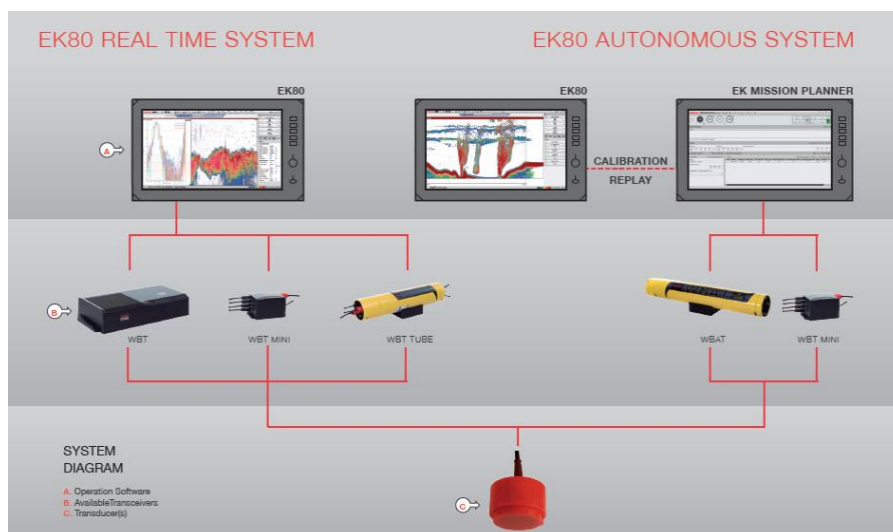 EK80 REAL TIME SYSTEM
EK80 AUTONOMOUS SYSTEM
EK80
EK80
EK MISSION PLANNER
A
CALIBRATION
REPLAY
B
WBT
WBT MINI
WBT TUBE
WBAT
WBT MINI
SYSTEM
DIAGRAM
A. Operation Software
B. AvailableTransceivers
C. Transducer(s)
C